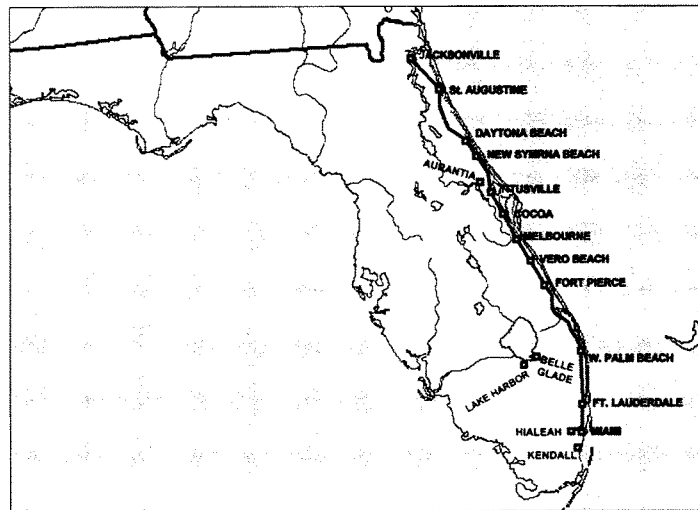 JACKSONVILLE
St. AUGUSTINE
DAYTONA BEACH
NEW SYMRNA BEACH
AURANTIA
TITUSVILLE
COCOA
MELBOURNE
VERO BEACH
FORT PIERCE
W. PALM BEACH
BELLE
GLADE
LAKE HARBOR
FT. LAUDERDALE
HIALEAH
MIAMI
KENDALL